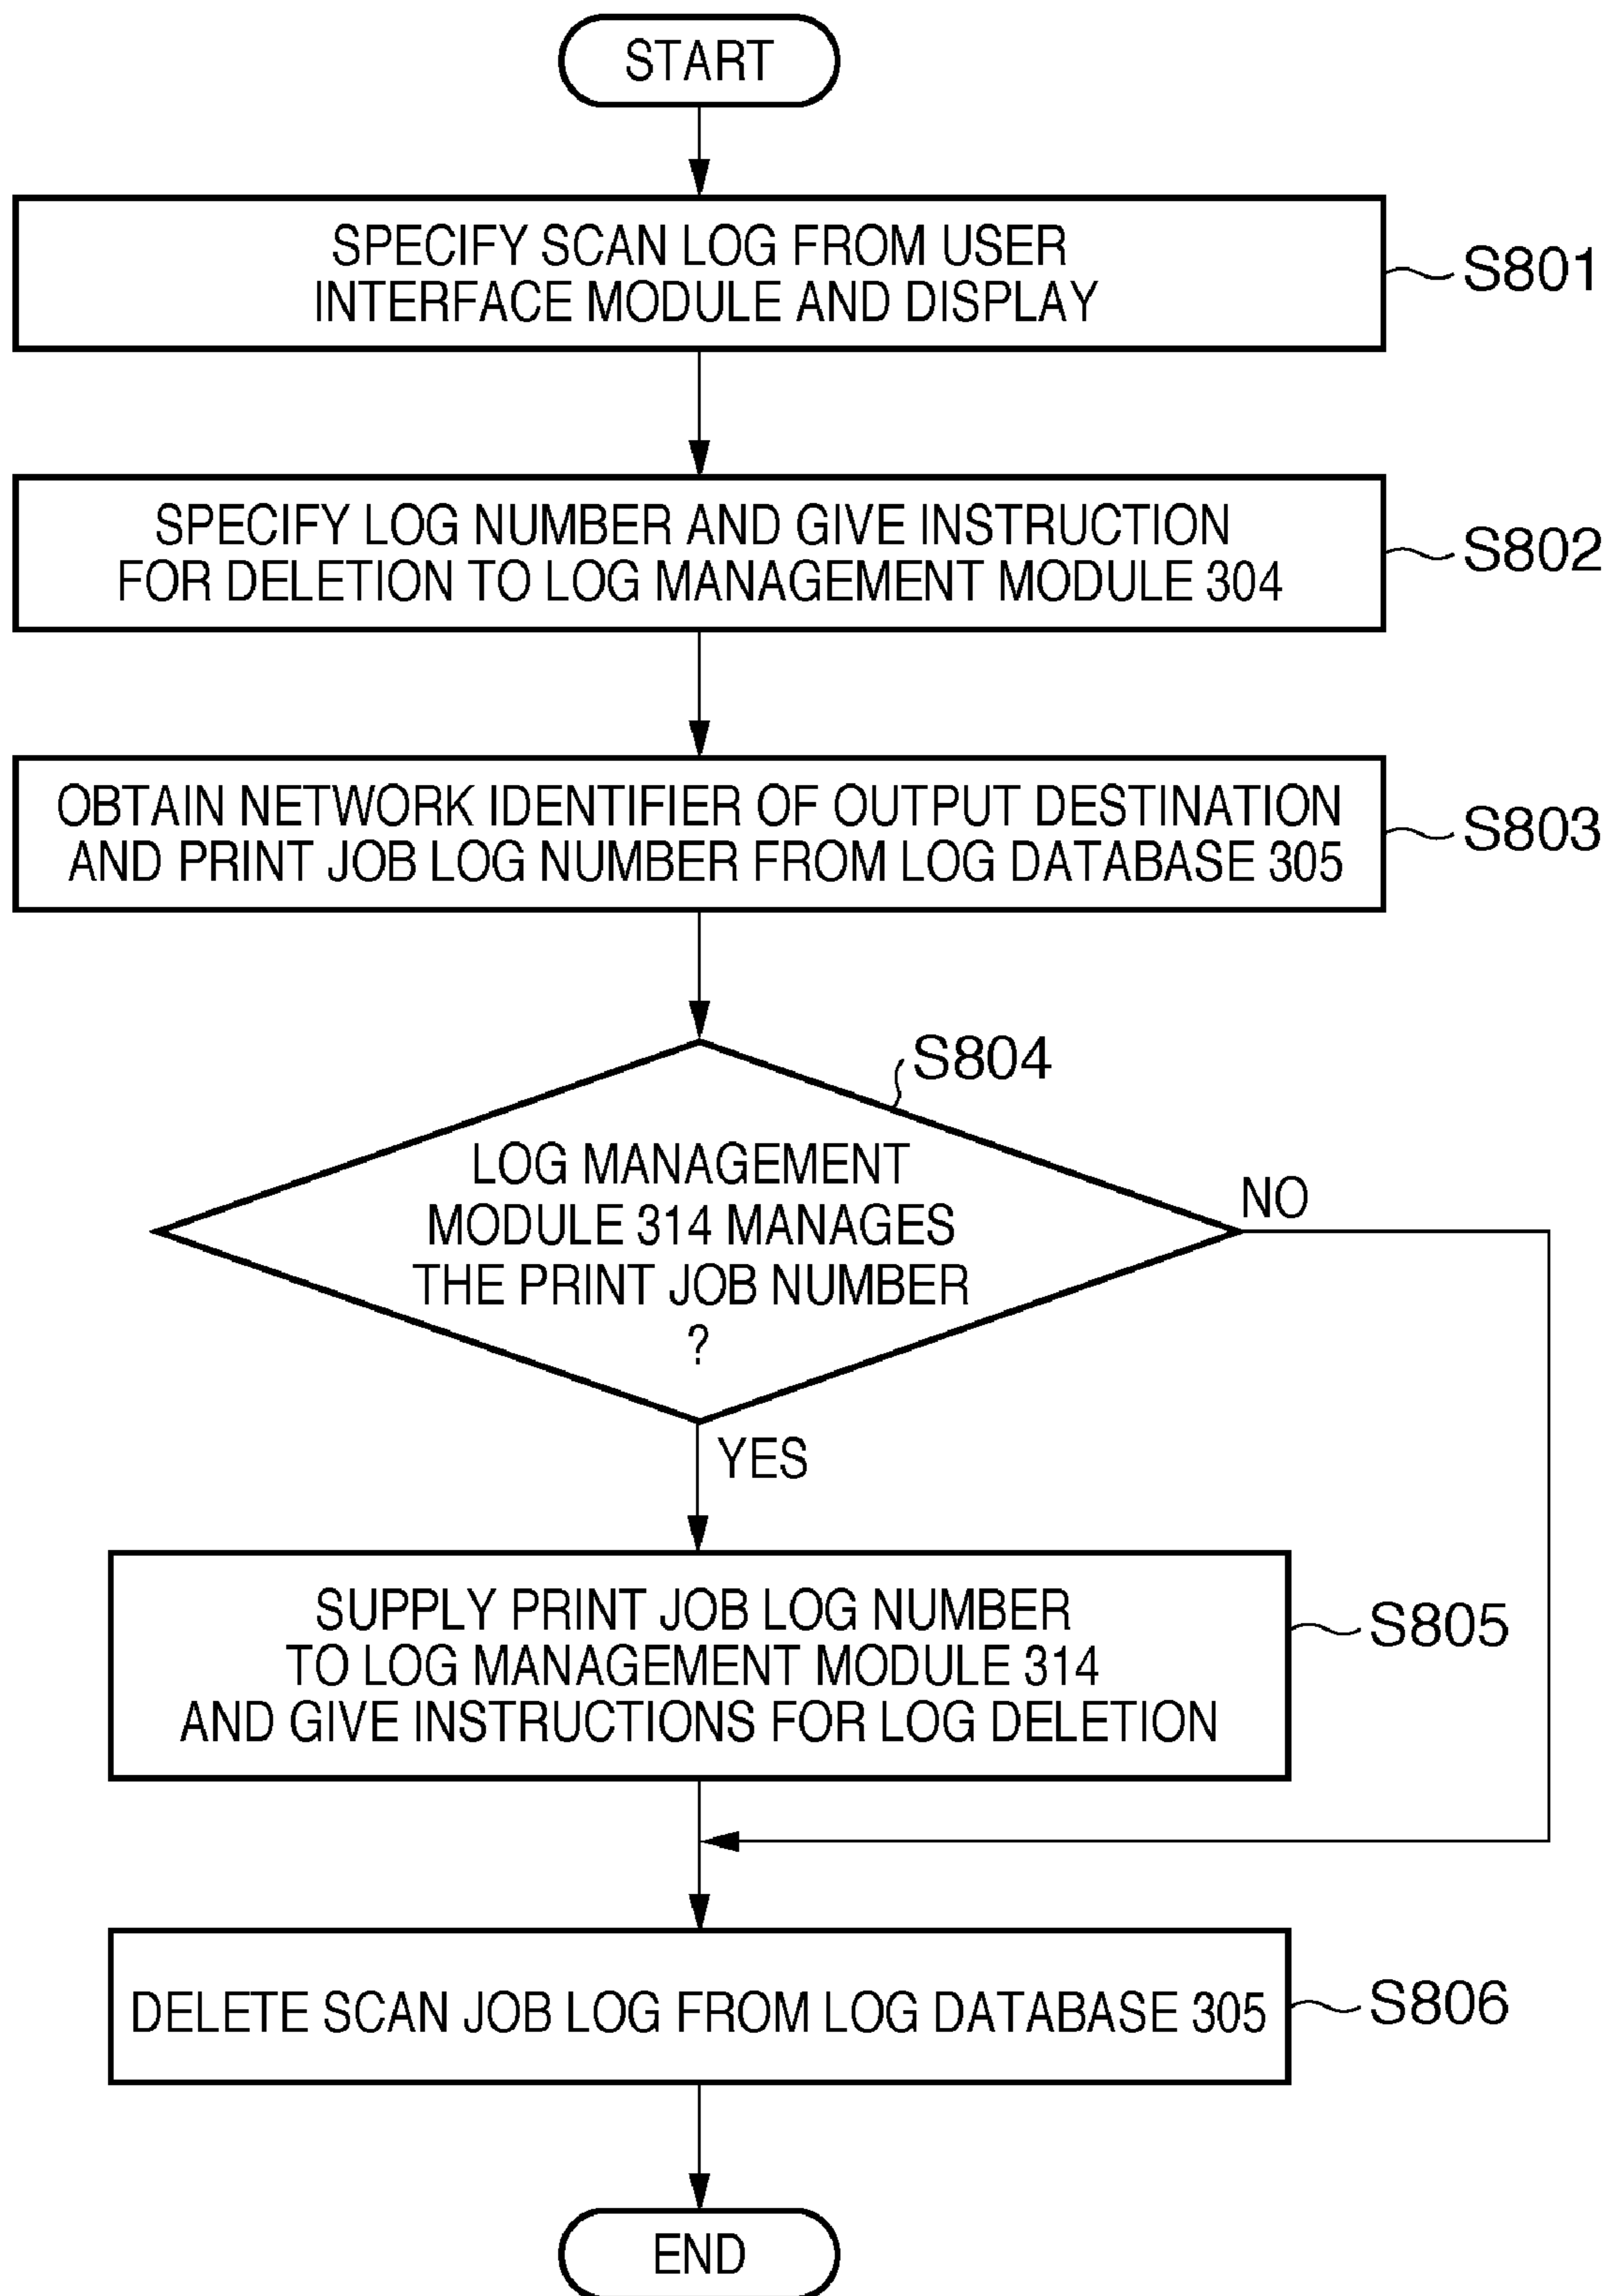 START
SPECIFY SCAN LOG FROM USER
INTERFACE MODULE AND DISPLAY
S801
SPECIFY LOG NUMBER AND GIVE INSTRUCTION
FOR DELETION TO LOG MANAGEMENT MODULE 304
S802
OBTAIN NETWORK IDENTIFIER OF OUTPUT DESTINATION
AND PRINT JOB LOG NUMBER FROM LOG DATABASE 305
S803
S804
LOG MANAGEMENT
MODULE 314 MANAGES
THE PRINT JOB NUMBER
?
NO
YES
SUPPLY PRINT JOB LOG NUMBER
TO LOG MANAGEMENT MODULE 314
AND GIVE INSTRUCTIONS FOR LOG DELETION
S805
DELETE SCAN JOB LOG FROM LOG DATABASE 305
S806
END